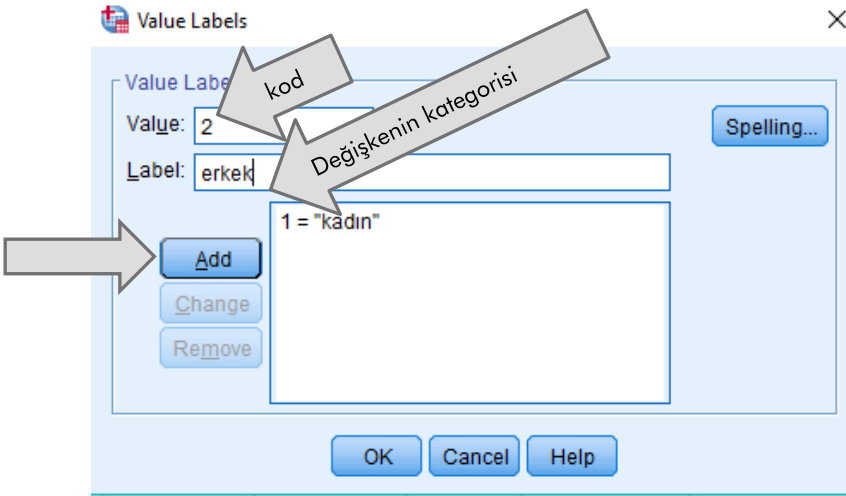 Value Labels
Value Labe
kod
Value: 2
Değişkenin kategorisi
Spelling...
Label: erkek
1 = "kadın"
Add
Change
Remove
OK Cancel Help